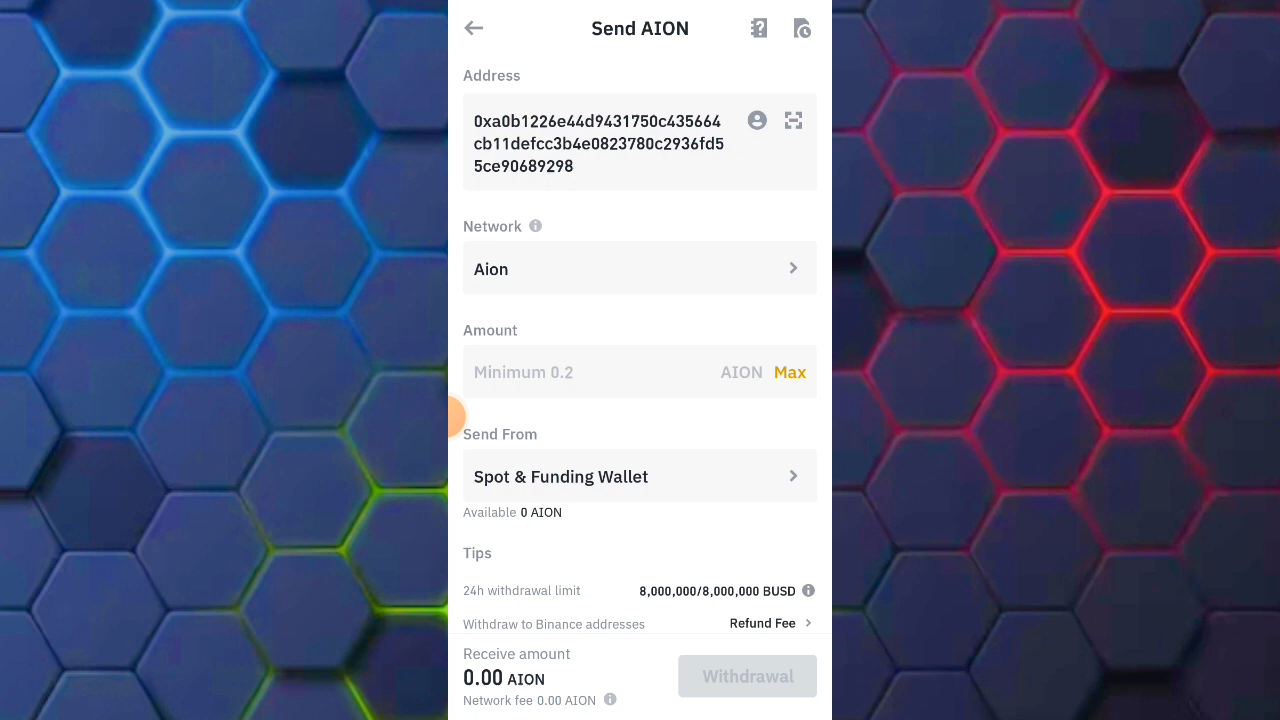 Send AION
Address
0xa0b1226e44d9431750c435664
cb11defcc3b4e0823780c2936fd5
5ce90689298
Network
Aion
Amount
Minimum 0.2 AION Max
Send From
Spot & Funding Wallet
Available 0 AION
Tips
24h withdrawal limit 8,000,000/8,000,000 BUSD
Withdraw to Binance addresses Refund Fee
Receive amount
0.00 AION
Withdrawal
Network fee 0.00 AION